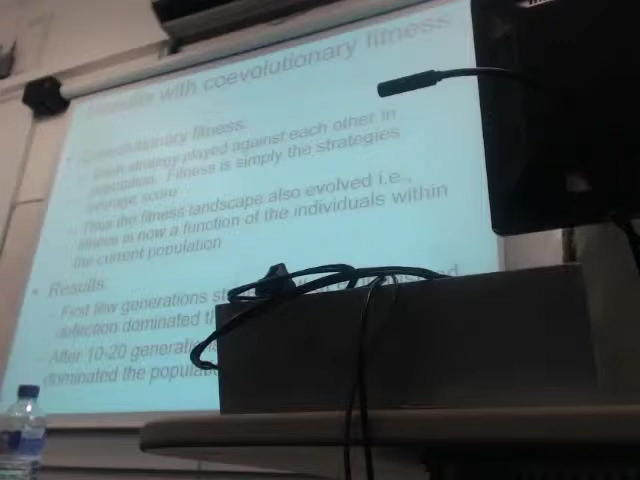 Results with coevolutionary fitness
• Coevolutionary fitness
– Each strategy played against each other in
population. Fitness is simply the strategies
average score
– Thus the fitness landscape also evolved i.e.,
fitness is now a function of the individuals within
the current population
• Results
– First few generations
defection dominated
– After 10-20
dominated the